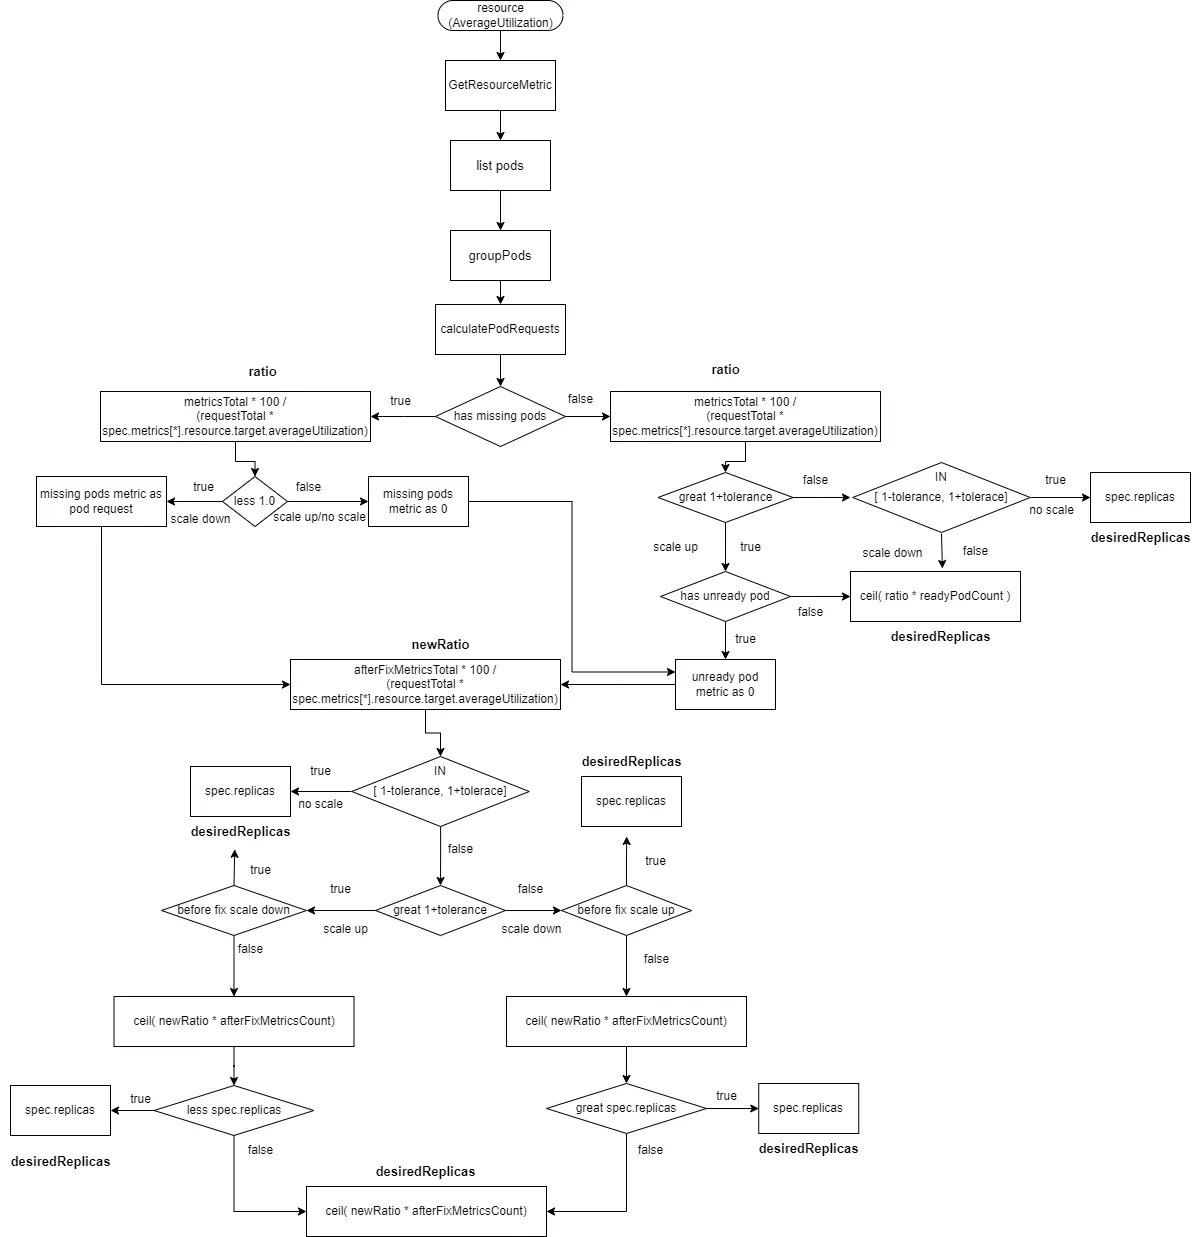 resource
(AverageUtilization)
GetResourceMetric
list pods
groupPods
calculatePodRequests
ratio
metricsTotal * 100 /
(requestTotal *
spec.metrics[*].resource.target.averageUtilization)
true
has missing pods
false
ratio
metricsTotal * 100 /
(requestTotal *
spec.metrics[*].resource.target.averageUtilization)
missing pods metric as
pod request
true
scale down
less 1.0
false
scale up/no scale
missing pods
metric as 0
great 1+tolerance
false
IN
[ 1-tolerance, 1+tolerace]
true
no scale
spec.replicas
desiredReplicas
scale up
true
scale down
false
has unready pod
false
ceil( ratio * readyPodCount )
desiredReplicas
true
newRatio
afterFixMetricsTotal * 100 /
(requestTotal *
spec.metrics[*].resource.target.averageUtilization)
unready pod
metric as 0
spec.replicas
desiredReplicas
true
no scale
IN
[ 1-tolerance, 1+tolerace]
desiredReplicas
spec.replicas
false
true
true
before fix scale down
true
scale up
great 1+tolerance
false
scale down
before fix scale up
false
false
ceil( newRatio * afterFixMetricsCount)
ceil( newRatio * afterFixMetricsCount)
spec.replicas
desiredReplicas
true
less spec.replicas
false
great spec.replicas
true
spec.replicas
desiredReplicas
false
desiredReplicas
ceil( newRatio * afterFixMetricsCount)